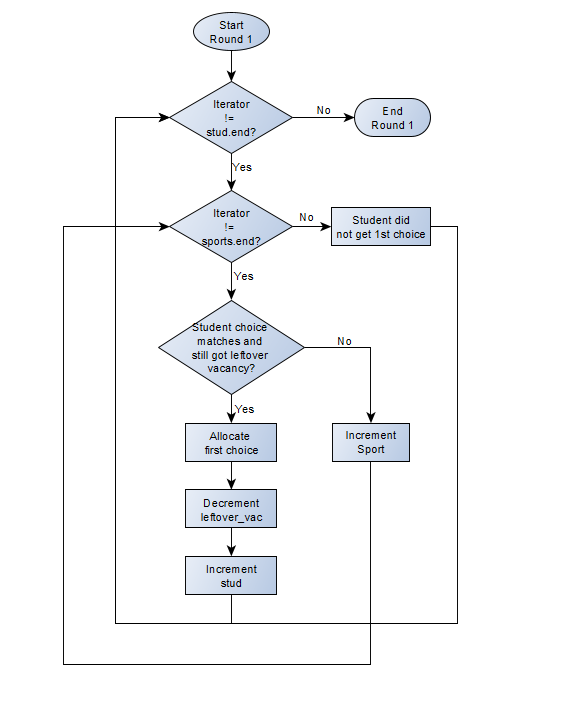 Start
Round 1
Iterator
!=
stud.end?
No
End
Round 1
Yes
Iterator
!=
sports.end?
No
Student did
not get 1st choice
Yes
Student choice
matches and
still got leftover
vacancy?
No
Yes
Allocate
first choice
Increment
Sport
Decrement
leftover_vac
Increment
stud